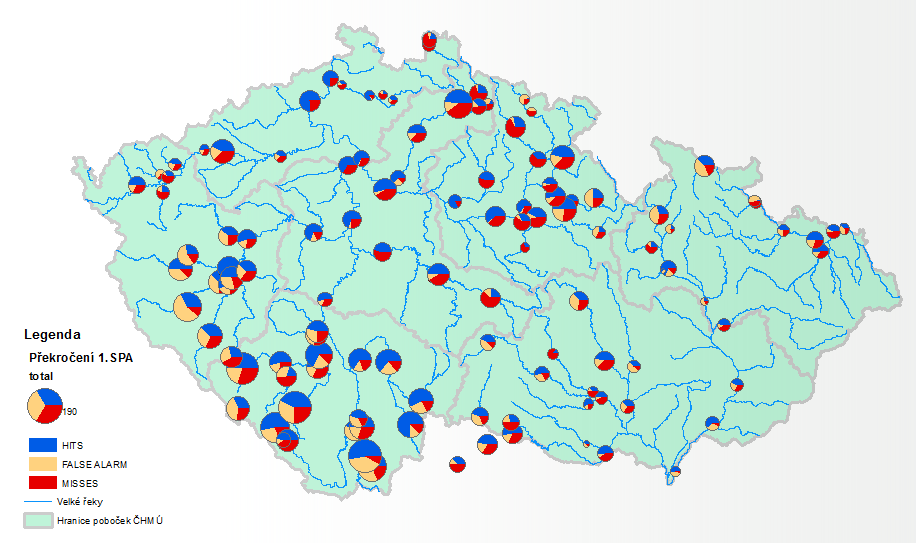 Legenda
Překročení 1.SPA
total
190
HITS
FALSE ALARM
MISSES
Velké řeky
Hranice poboček ČHMÚ